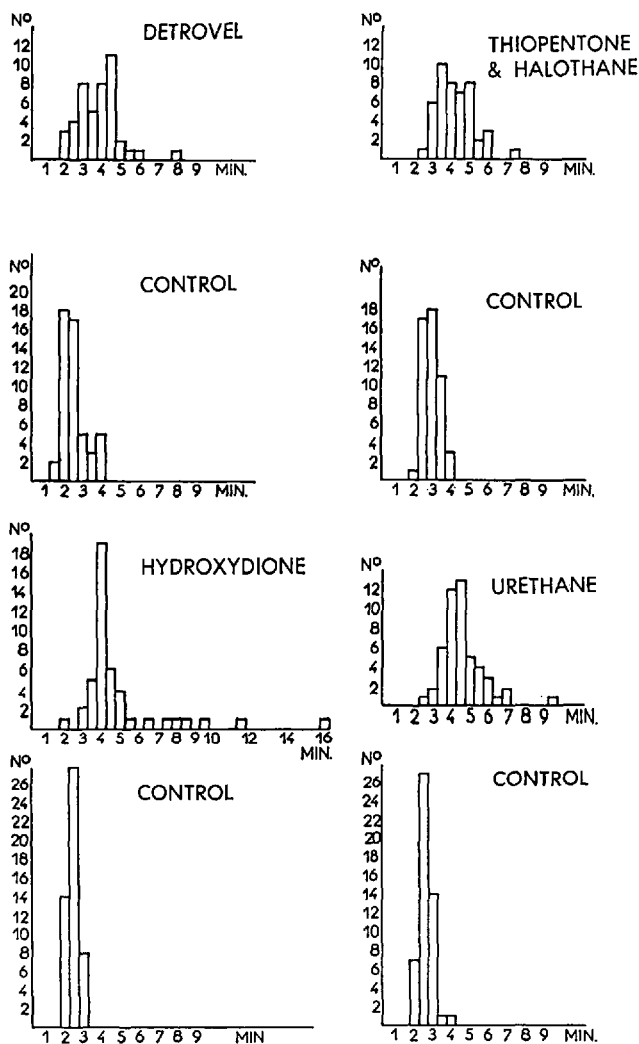 Nº
DETROVEL
12
10
8
6
4
2
1 2 3 4 5 6 7 8 9 MIN.
Nº
THIOPENTONE
& HALOTHANE
12
10
8
6
4
2
1 2 3 4 5 6 7 8 9 MIN.
Nº
CONTROL
20
18
16
14
12
10
8
6
4
2
1 2 3 4 5 6 7 8 9 MIN.
Nº
CONTROL
18
16
14
12
10
8
6
4
2
1 2 3 4 5 6 7 8 9 MIN.
Nº
HYDROXYDIONE
18
16
14
12
10
8
6
4
2
1 2 3 4 5 6 7 8 9 10 12 14 16
MIN.
Nº
URETHANE
12
10
8
6
4
2
1 2 3 4 5 6 7 8 9 MIN.
Nº
CONTROL
26
24
22
20
18
16
14
12
10
8
6
4
2
1 2 3 4 5 6 7 8 9 MIN
Nº
CONTROL
26
24
22
20
18
16
14
12
10
8
6
4
2
1 2 3 4 5 6 7 8 9 MIN.